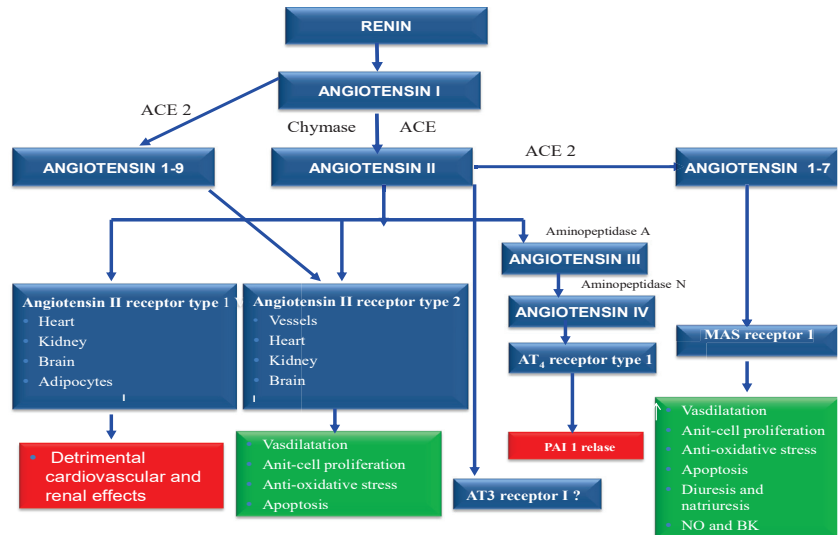 RENIN
ANGIOTENSIN I
ACE 2
Chymase
ACE
ANGIOTENSIN 1-9
ANGIOTENSIN II
ACE 2
ANGIOTENSIN 1-7
Aminopeptidase A
ANGIOTENSIN III
Aminopeptidase N
ANGIOTENSIN IV
AT4 receptor type 1
PAI 1 relase
Angiotensin II receptor type 1
Heart
Kidney
Brain
Adipocytes
Detrimental
cardiovascular and
renal effects
Angiotensin II receptor type 2
Vessels
Heart
Kidney
Brain
Vasdilatation
Anit-cell proliferation
Anti-oxidative stress
Apoptosis
AT3 receptor I ?
MAS receptor 1
Vasdilatation
Anit-cell proliferation
Anti-oxidative stress
Apoptosis
Diuresis and
natriuresis
NO and BK